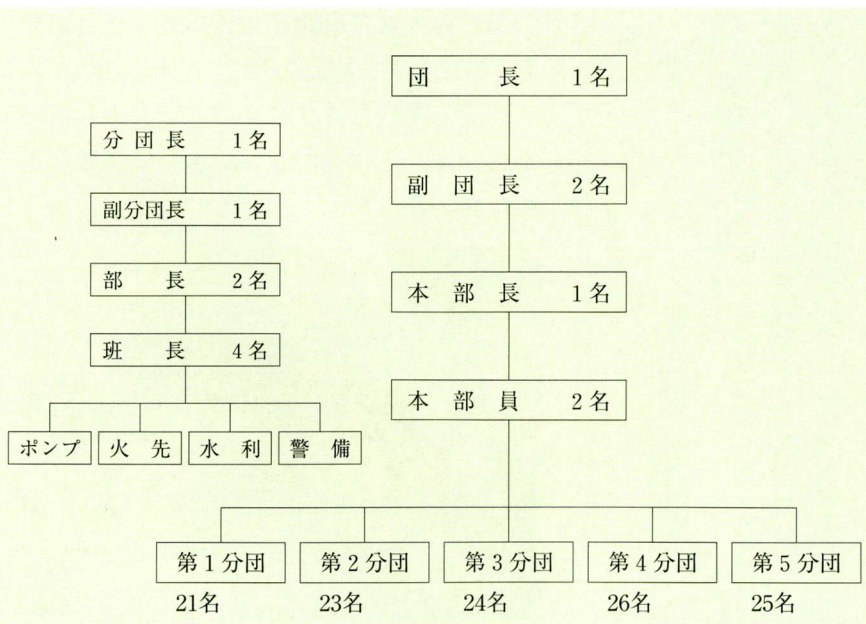 団長 1名
副団長 2名
本部長 1名
本部員 2名
第1分団 第2分団 第3分団 第4分団 第5分団
21名 23名 24名 26名 25名
分団長 1名
副分団長 1名
部長 2名
班長 4名
ポンプ 火先 水利 警備